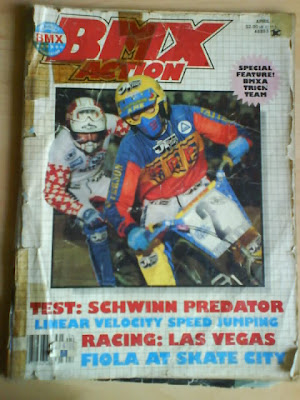 BMX
BMX
ACTION
APRIL
SPECIAL
FEATURE!
BMXA
TRICK
TEAM
TEST: SCHWINN PREDATOR
LINEAR VELOCITY SPEED JUMPING
RACING: LAS VEGAS
FIOLA AT SKATE CITY